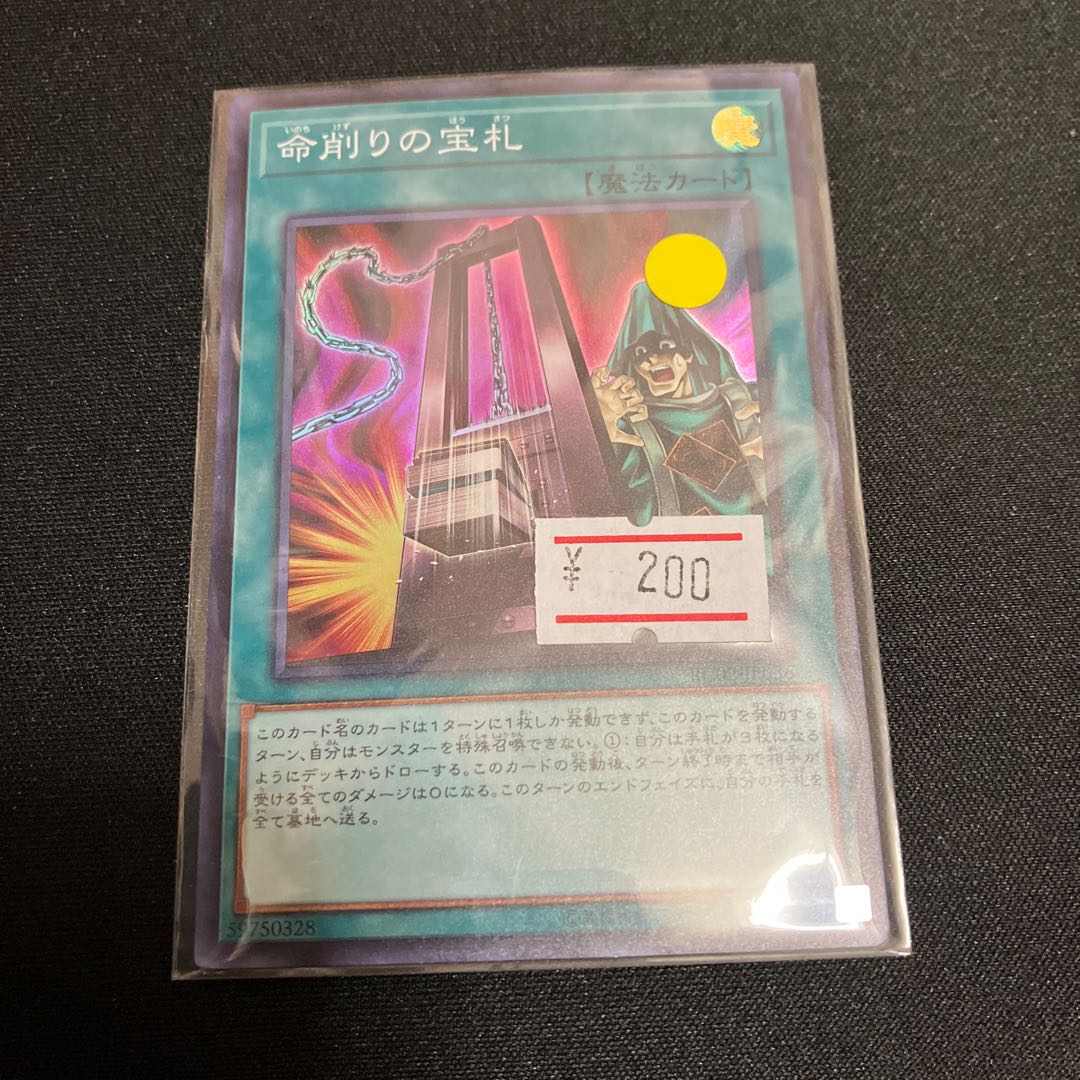 命削りの宝札
【魔法カード】
¥ 200
このカード名のカードは1ターンに1枚しか発動できず、このカードを発動する
ターン、自分はモンスターを特殊召喚できない。①:自分は手札が3枚になる
ようにデッキからドローする。このカードの発動後、ターン終了時まで相手が
受ける全てのダメージは0になる。このターンのエンドフェイズに、自分の手札を
全て墓地へ送る。
59750328